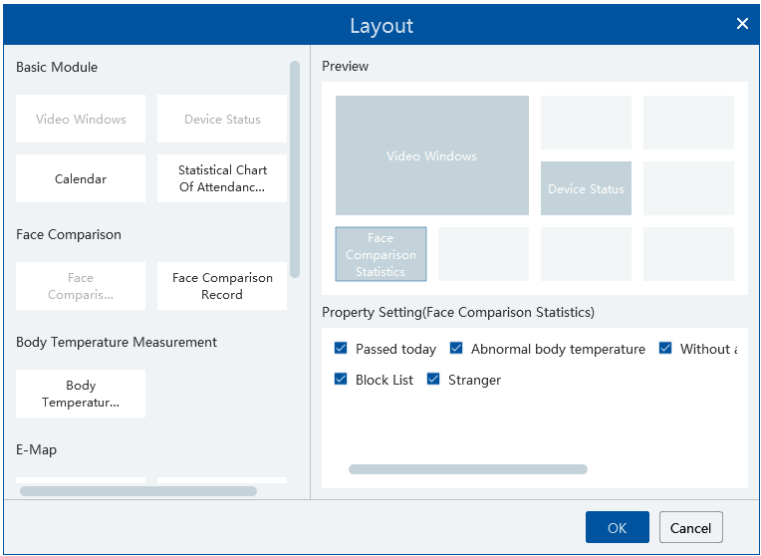 Layout
Basic Module
Video Windows
Device Status
Calendar
Statistical Chart
Of Attendanc...
Face Comparison
Face
Comparis...
Face Comparison
Record
Body Temperature Measurement
Body
Temperatur...
E-Map
Preview
Video Windows
Device Status
Face
Comparison
Statistics
Property Setting(Face Comparison Statistics)
Passed today
Abnormal body temperature
Without
Block List
Stranger
OK
Cancel